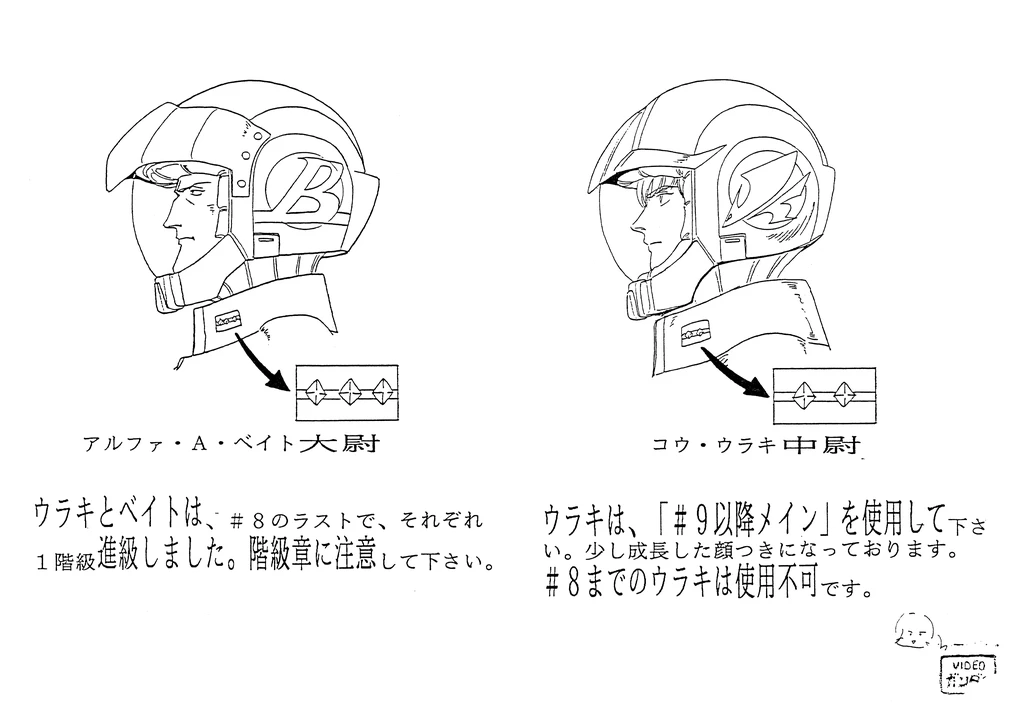 アルファ・A・ベイト大尉
ウラキとベイトは、#8のラストで、それぞれ
1階級進級しました。階級章に注意して下さい。
コウ・ウラキ中尉
ウラキは、「#9以降メイン」を使用して下さ
い。少し成長した顔つきになっております。
#8までのウラキは使用不可です。
VIDEO
ガンダ